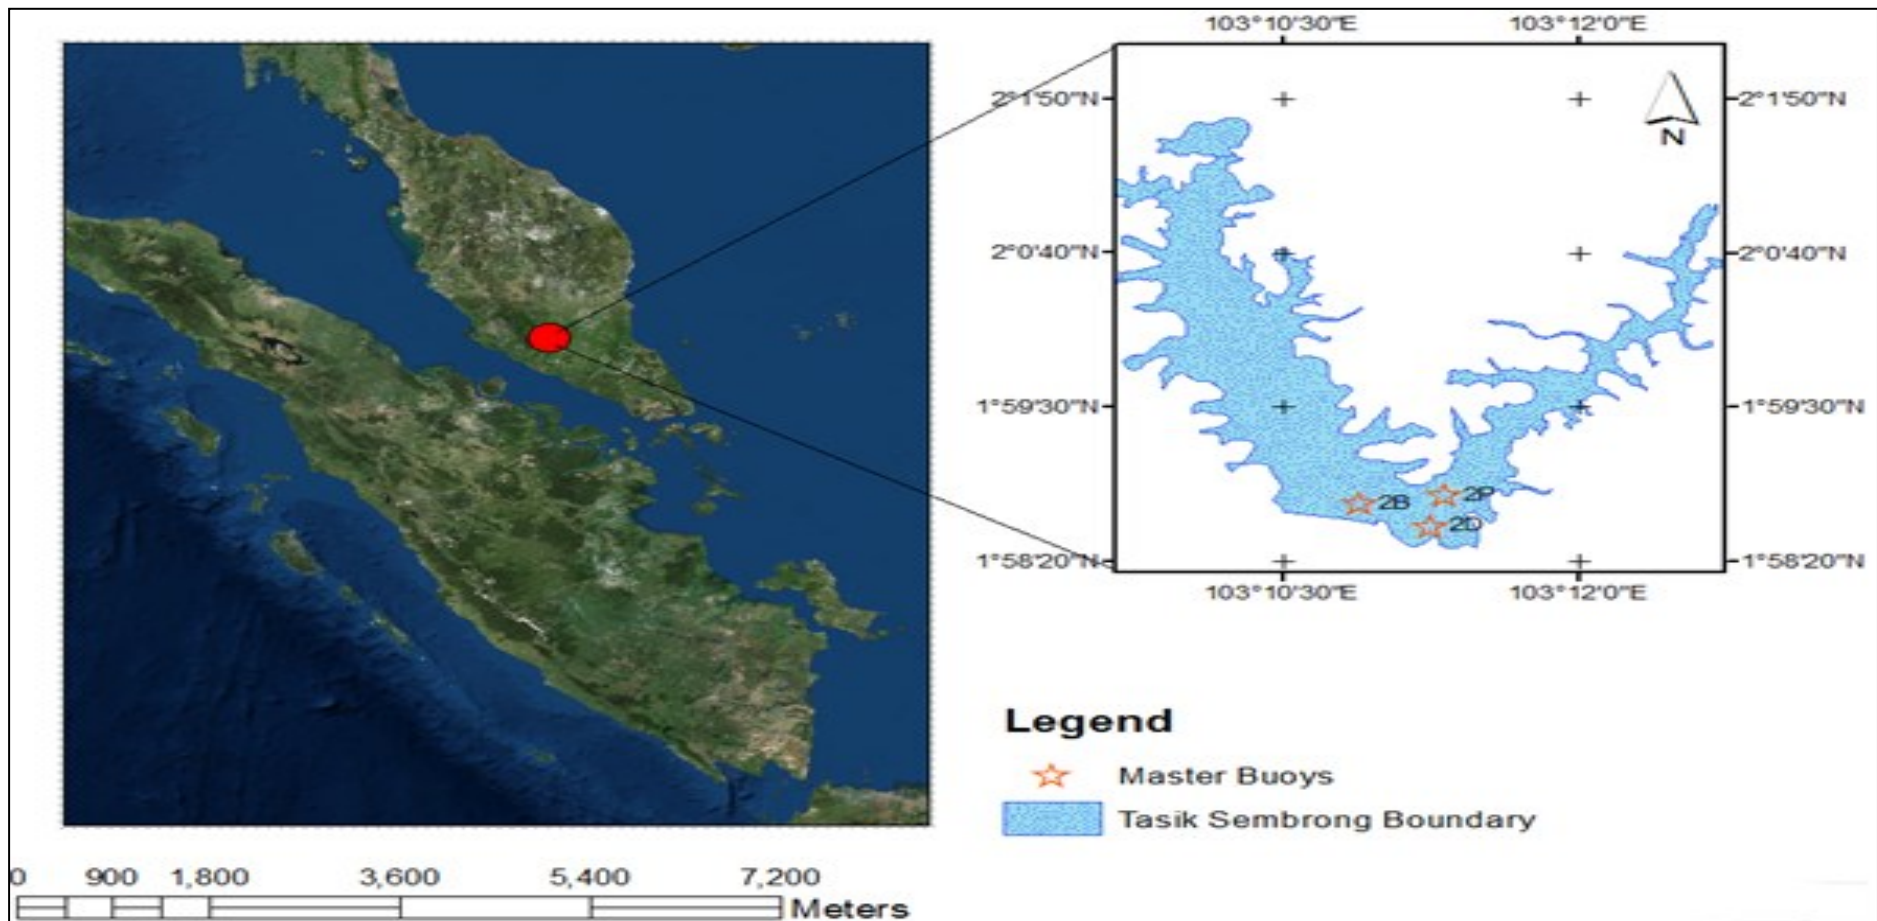 103°10'30"E 103°12'0"E
2°1'50"N 2°1'50"N
N
2°0'40"N 2°0'40"N
1°59'30"N 1°59'30"N
2P
2B
2D
1°58'20"N 1°58'20"N
103°10'30"E 103°12'0"E
Legend
Master Buoys
Tasik Sembrong Boundary
0 900 1,800 3,600 5,400 7,200
Meters